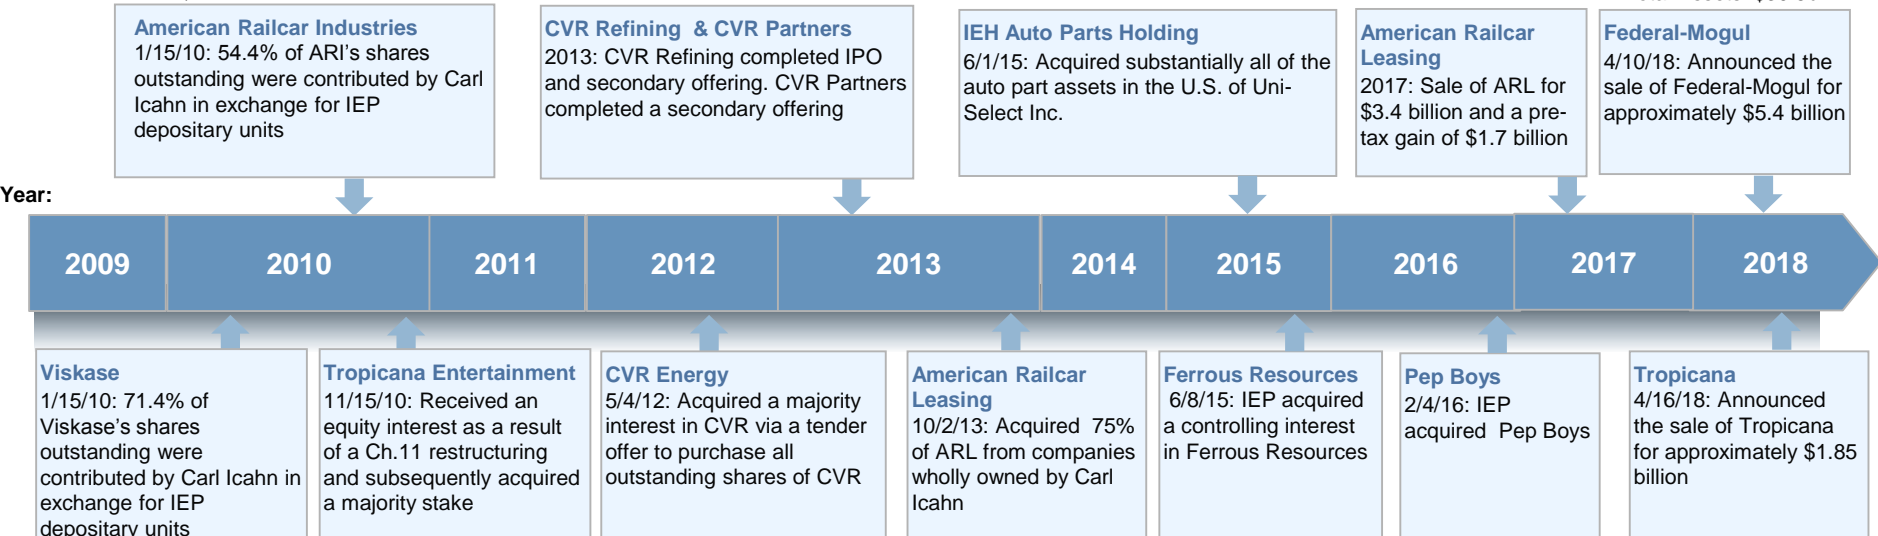 American Railcar Industries
1/15/10: 54.4% of ARI's shares
outstanding were contributed by Carl
Icahn in exchange for IEP
depositary units
CVR Refining & CVR Partners
2013: CVR Refining completed IPO
and secondary offering. CVR Partners
completed a secondary offering
IEH Auto Parts Holding
6/1/15: Acquired substantially all of the
auto part assets in the U.S. of Uni-
Select Inc.
American Railcar
Leasing
2017: Sale of ARL for
$3.4 billion and a pre-
tax gain of $1.7 billion
Federal-Mogul
4/10/18: Announced the
sale of Federal-Mogul for
approximately $5.4 billion
Year:
2009 2010 2011 2012 2013 2014 2015 2016 2017 2018
Viskase
1/15/10: 71.4% of
Viskase's shares
outstanding were
contributed by Carl Icahn in
exchange for IEP
depositary units
Tropicana Entertainment
11/15/10: Received an
equity interest as a result
of a Ch.11 restructuring
and subsequently acquired
a majority stake
CVR Energy
5/4/12: Acquired a majority
interest in CVR via a tender
offer to purchase all
outstanding shares of CVR
American Railcar
Leasing
10/2/13: Acquired 75%
of ARL from companies
wholly owned by Carl
Icahn
Ferrous Resources
6/8/15: IEP acquired
a controlling interest
in Ferrous Resources
Pep Boys
2/4/16: IEP
acquired Pep Boys
Tropicana
4/16/18: Announced
the sale of Tropicana
for approximately $1.85
billion